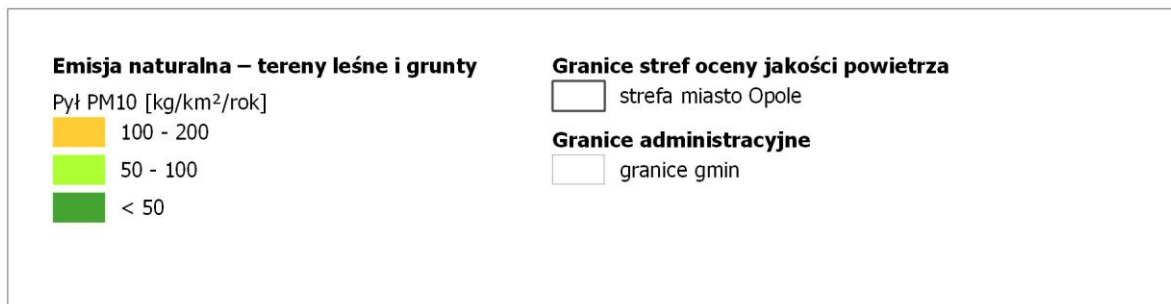 Emisja naturalna – tereny leśne i grunty
Pył PM10 [kg/km²/rok]
100 - 200
50 - 100
< 50
Granice stref oceny jakości powietrza
strefa miasto Opole
Granice administracyjne
granice gmin